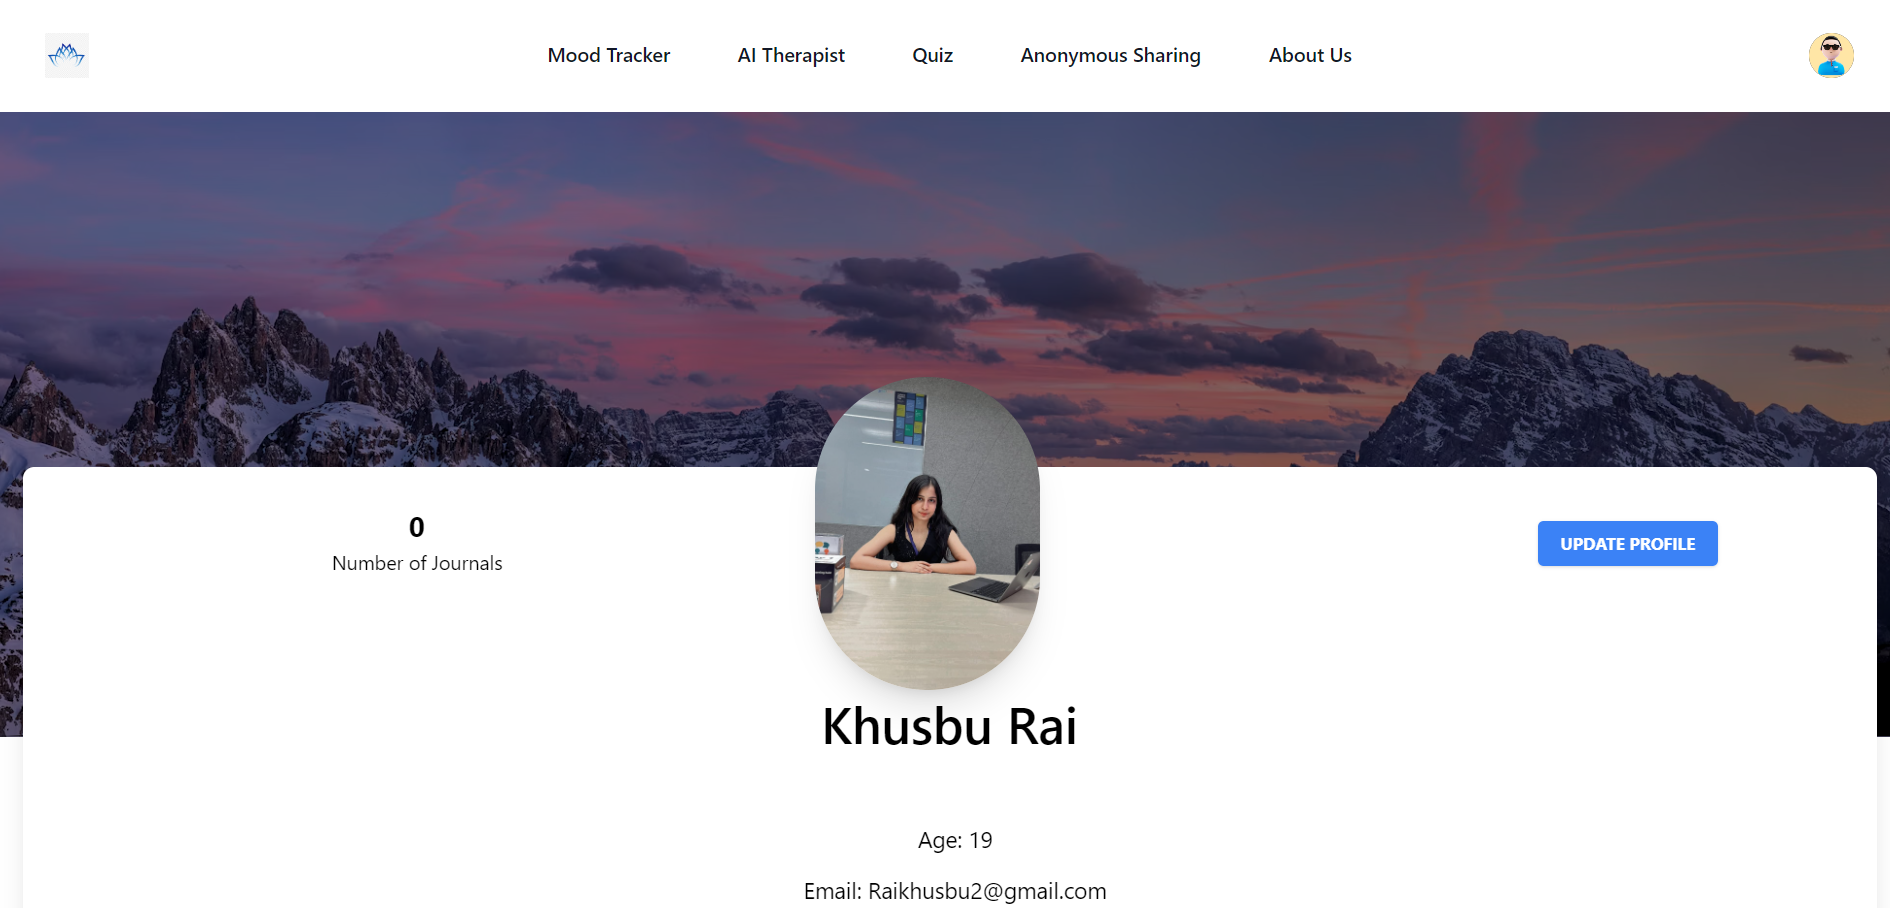 Mood Tracker AI Therapist Quiz Anonymous Sharing About Us
0
Number of Journals
UPDATE PROFILE
Khusbu Rai
Age: 19
Email: Raikhusbu2@gmail.com